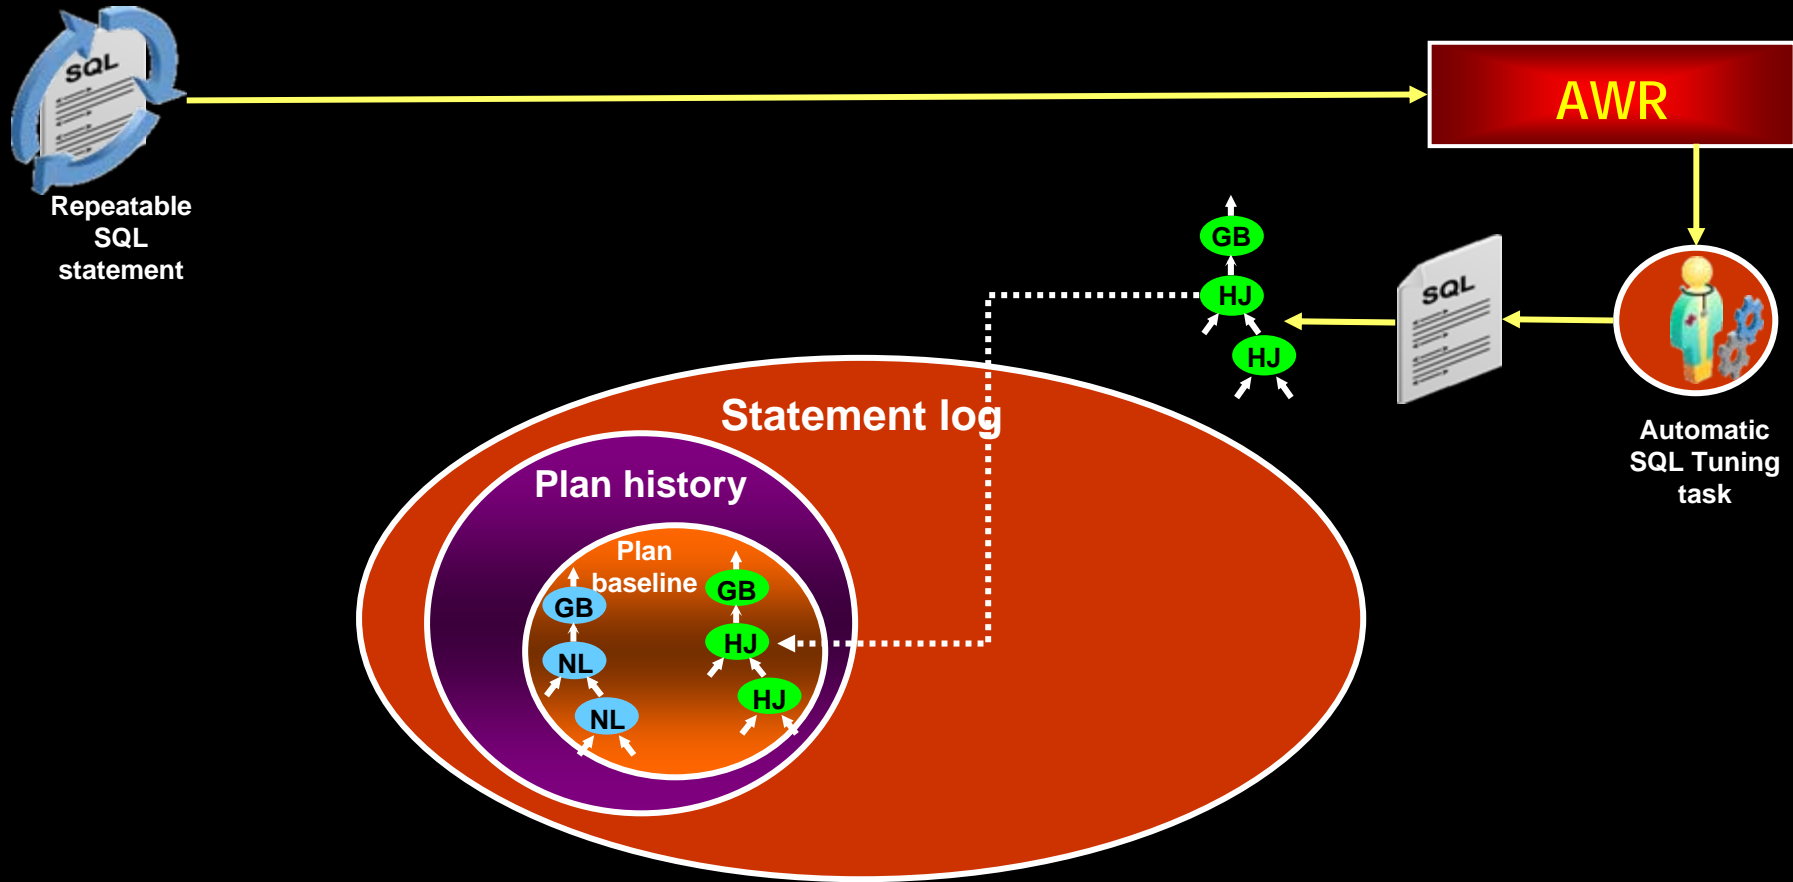 SQL
Repeatable
SQL
statement
AWR
GB
HJ
HJ
SQL
Automatic
SQL Tuning
task
Statement log
Plan history
Plan
baseline
GB
NL
NL
GB
HJ
HJ